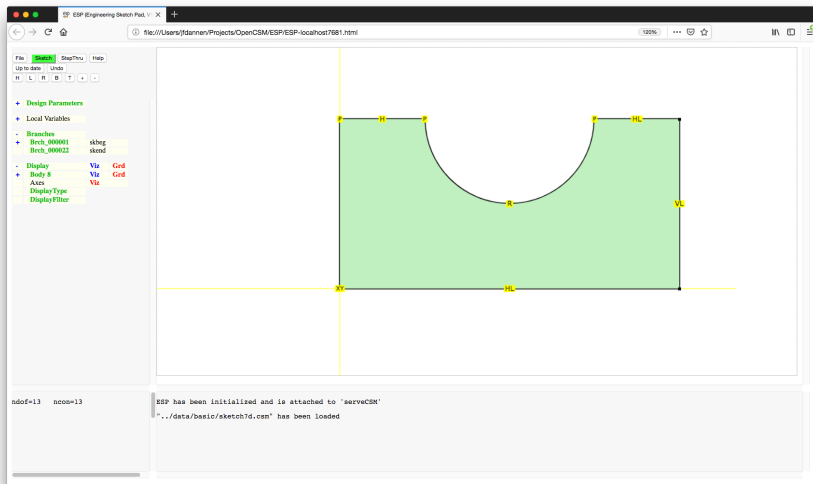 ESP (Engineering Sketch Pad, V
file:///Users/jfdannen/Projects/OpenCSM/ESP/ESP-localhost7681.html
120%
File Sketch StepThru Help
Up to date Undo
H L R B T + -
+ Design Parameters
+ Local Variables
- Branches
+ Brch_000001 skbeg
Brch_000022 skend
- Display Viz Grd
+ Body 8 Viz Grd
Axes Viz
DisplayType
DisplayFilter
P H P P HL
R VL
XY HL
ndof=13 ncon=13
ESP has been initialized and is attached to 'serveCSM'
"../data/basic/sketch7d.csm" has been loaded